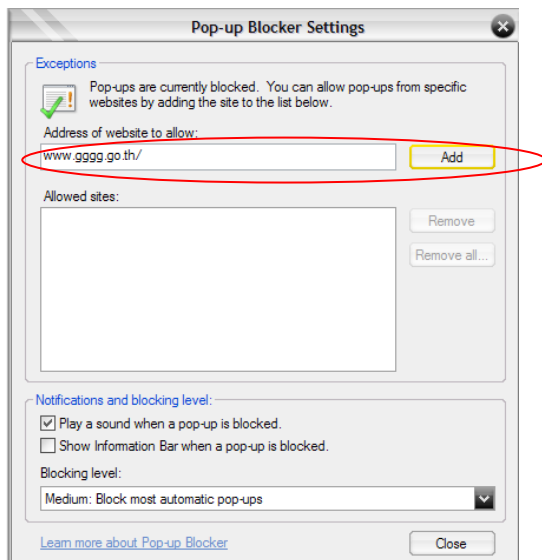 Pop-up Blocker Settings
Exceptions
Pop-ups are currently blocked. You can allow pop-ups from specific
websites by adding the site to the list below.
Address of website to allow:
www.gggg.go.th/
Add
Allowed sites:
Remove
Remove all...
Notifications and blocking level:
Play a sound when a pop-up is blocked.
Show Information Bar when a pop-up is blocked.
Blocking level:
Medium: Block most automatic pop-ups
Learn more about Pop-up Blocker
Close